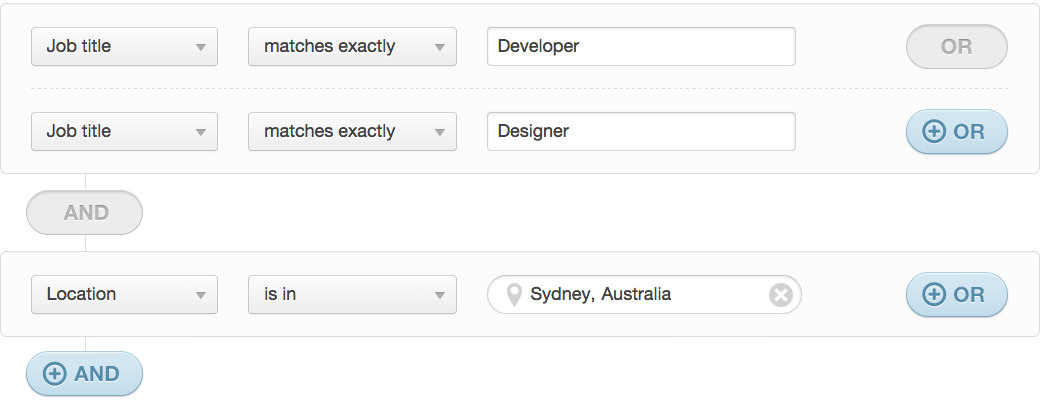 Job title matches exactly Developer OR
Job title matches exactly Designer OR
AND
Location is in Sydney, Australia OR
AND